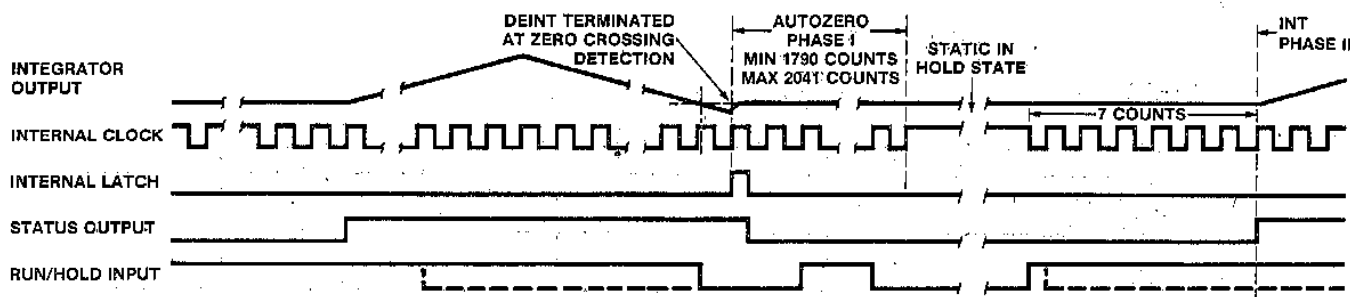 DEINT TERMINATED
AT ZERO CROSSING
DETECTION
AUTOZERO
PHASE I
MIN 1790 COUNTS
MAX 2041 COUNTS
STATIC IN
HOLD STATE
INT
PHASE II
INTEGRATOR
OUTPUT
7 COUNTS
INTERNAL CLOCK
INTERNAL LATCH
STATUS OUTPUT
RUN/HOLD INPUT